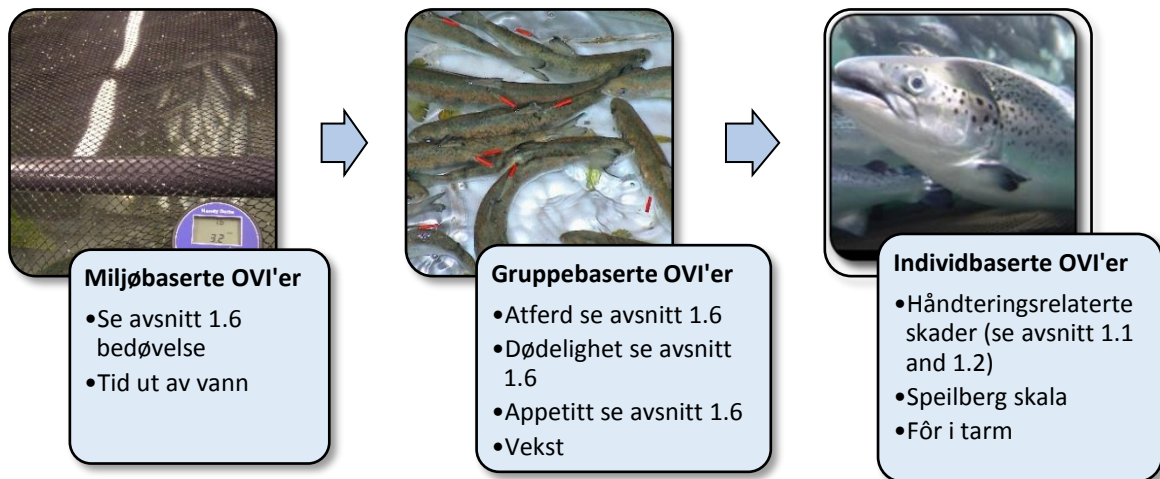 Miljøbaserte OVI'er
•Se avsnitt 1.6
bedøvelse
•Tid ut av vann
Gruppebaserte OVI'er
•Atferd se avsnitt 1.6
•Dødelighet se avsnitt
1.6
•Appetitt se avsnitt 1.6
•Vekst
Individbaserte OVI'er
•Håndteringsrelaterte
skader (se avsnitt 1.1
and 1.2)
•Speilberg skala
•Fôr i tarm
3.2